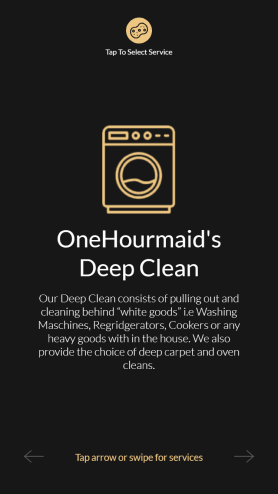 Tap To Select Service
OneHourmaid's
Deep Clean
Our Deep Clean consists of pulling out and
cleaning behind “white goods” i.e Washing
Maschines, Regridgerators, Cookers or any
heavy goods with in the house. We also
provide the choice of deep carpet and oven
cleans.
Tap arrow or swipe for services